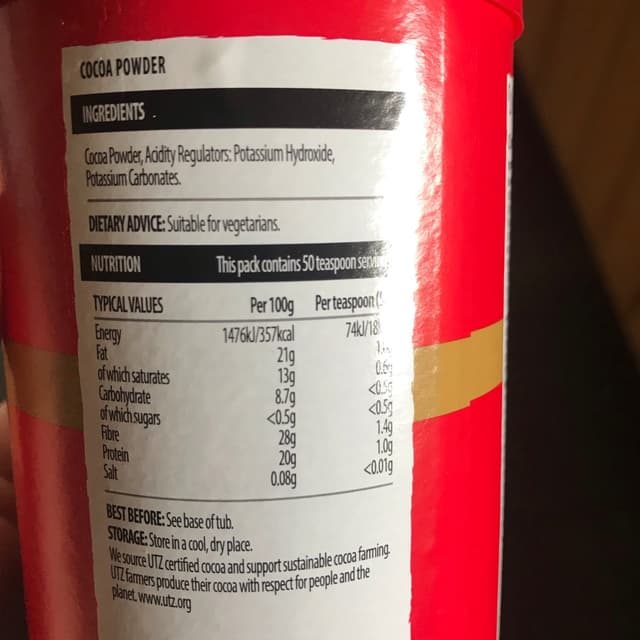 COCOA POWDER
INGREDIENTS
Cocoa Powder, Acidity Regulators: Potassium Hydroxide,
Potassium Carbonates.
DIETARY ADVICE: Suitable for vegetarians.
NUTRITION This pack contains 50 teaspoon
TYPICAL VALUES Per 100g Per teaspoon
Energy 1476kJ/357kcal 74kJ/18
Fat 21g
of which saturates 13g 0.6g
Carbohydrate 8.7g <0.5g
of which sugars <0.5g <0.5g
Fibre 28g 1.4g
Protein 20g 1.0g
Salt 0.08g <0.01g
BEST BEFORE: See base of tub.
STORAGE: Store in a cool, dry place.
We source UTZ certified cocoa and support sustainable cocoa farming.
UTZ farmers produce their cocoa with respect for people and the
planet. www.utz.org